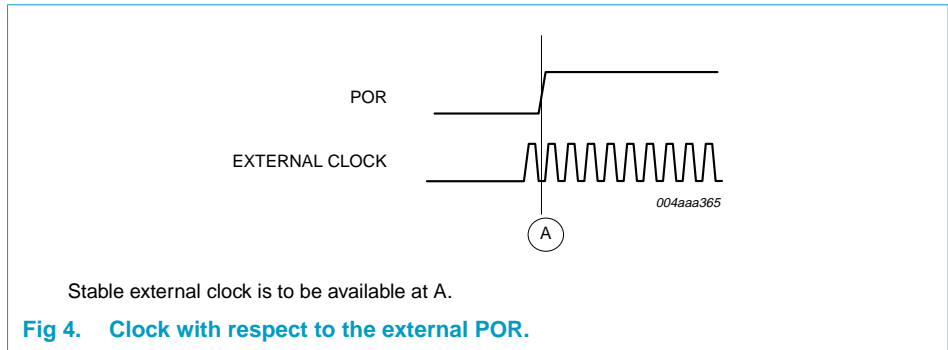 POR
EXTERNAL CLOCK
004aaa365
A
Stable external clock is to be available at A.
Fig 4. Clock with respect to the external POR.